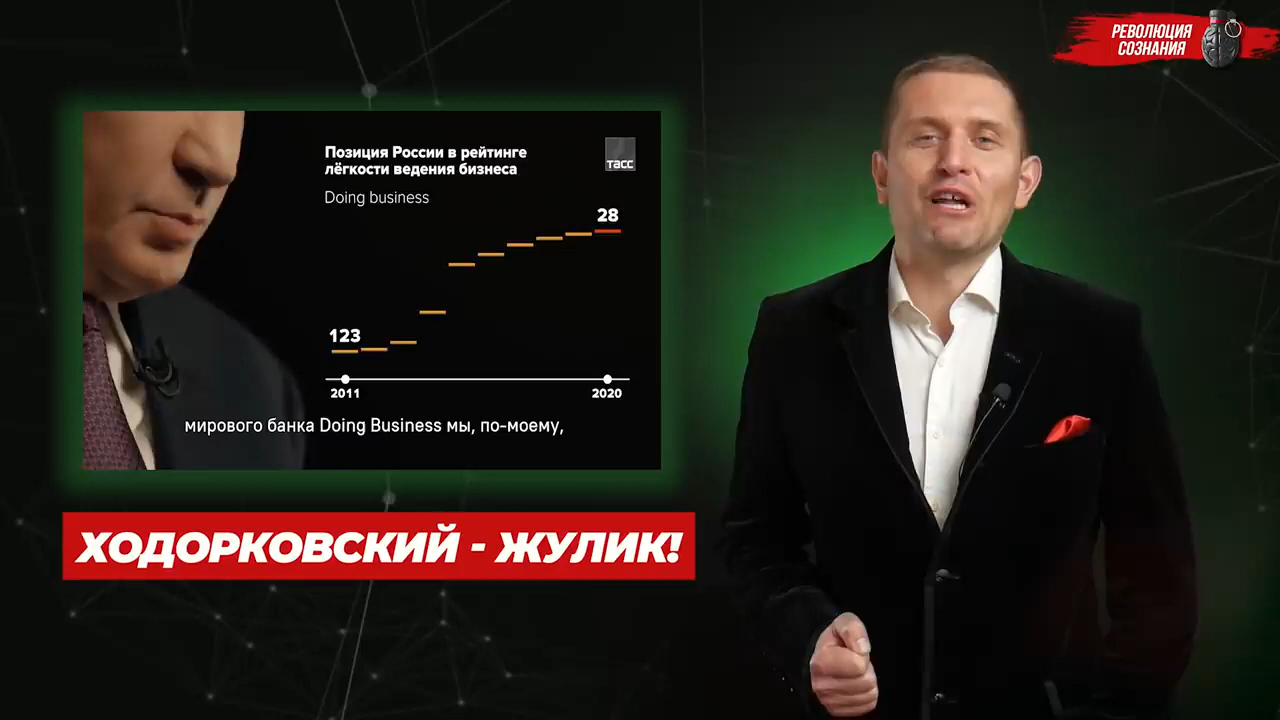 РЕВОЛЮЦИЯ
СОЗНАНИЯ
Позиция России в рейтинге
лёгкости ведения бизнеса
ТАСС
Doing business
28
123
2011
2020
мирового банка Doing Business мы, по-моему,
ХОДОРКОВСКИЙ - ЖУЛИК!